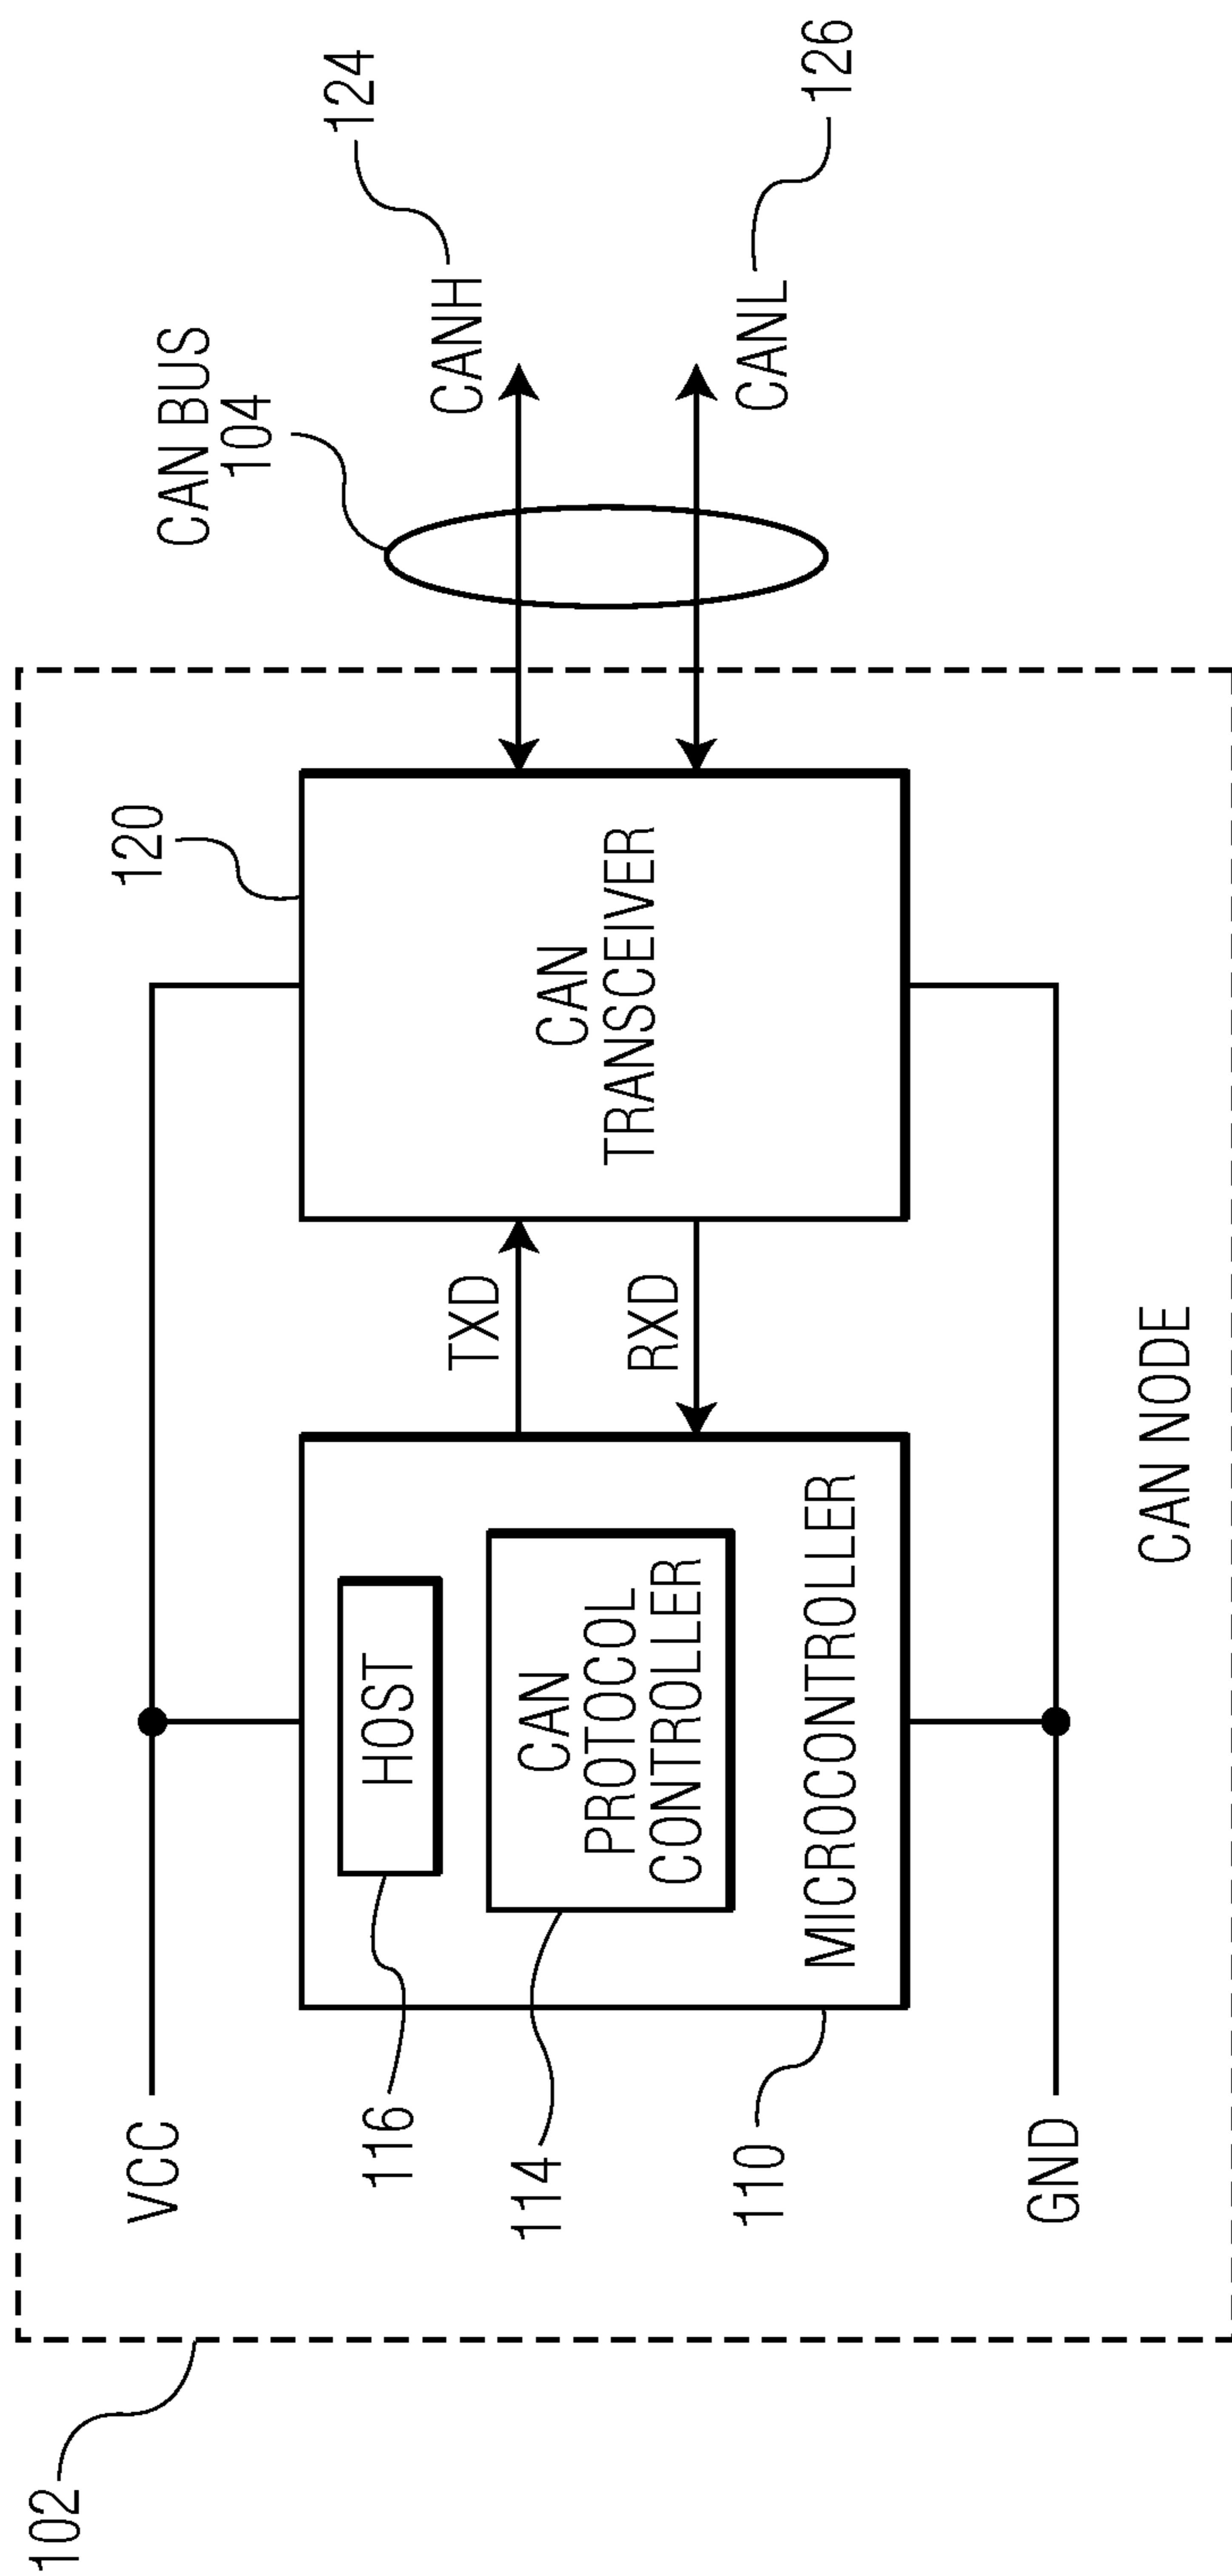 CAN BUS
104
120
124
CANH
CANL
126
VCC
116
HOST
114
CAN
PROTOCOL
CONTROLLER
MICROCONTROLLER
110
TXD
RXD
CAN
TRANSCEIVER
GND
CAN NODE
102